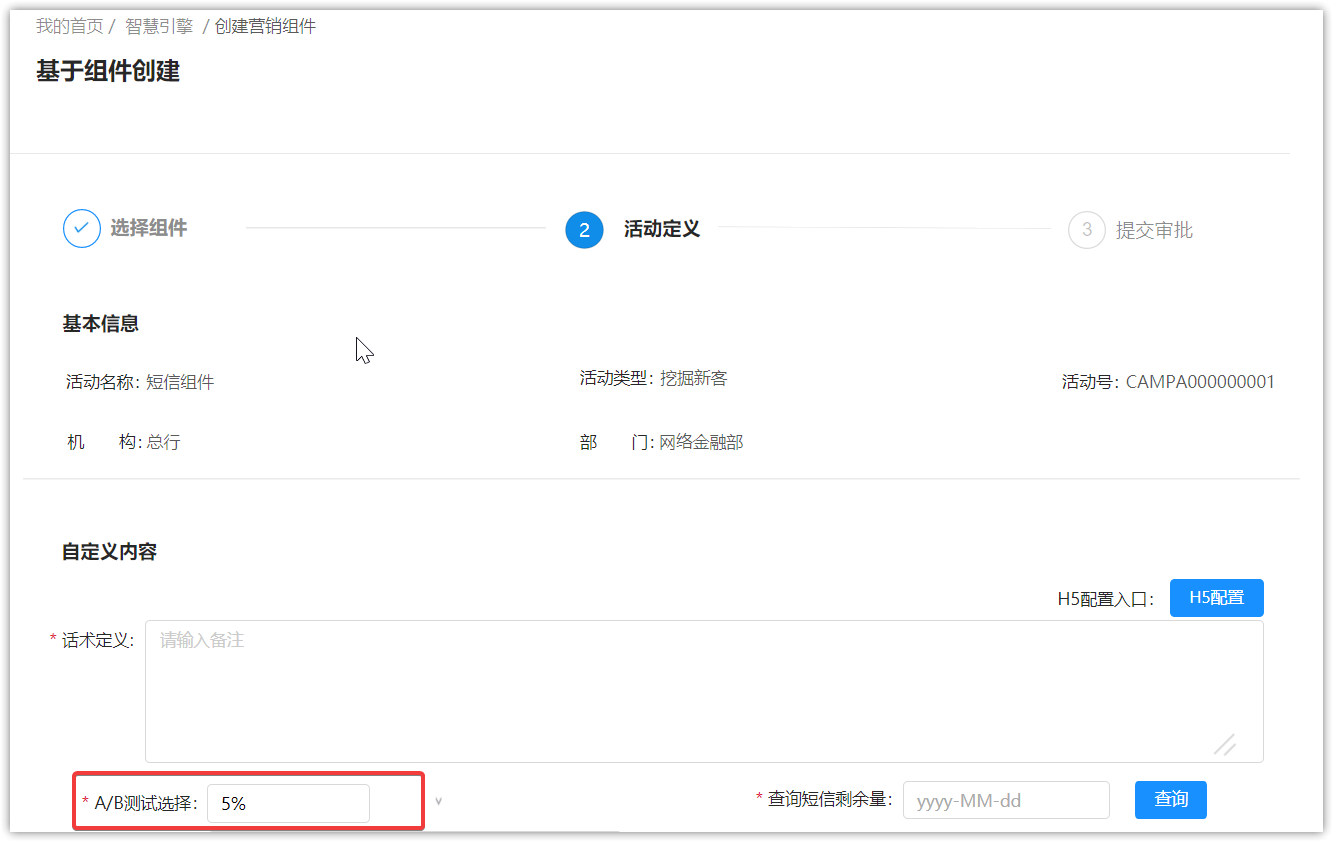 我的首页 / 智慧引擎 / 创建营销组件
基于组件创建
选择组件
2 活动定义
3 提交审批
基本信息
活动名称: 短信组件
活动类型: 挖掘新客
活动号: CAMPA000000001
机 构: 总行
部 门: 网络金融部
自定义内容
H5配置入口: H5配置
* 话术定义: 请输入备注
* A/B测试选择: 5%
* 查询短信剩余量: yyyy-MM-dd 查询